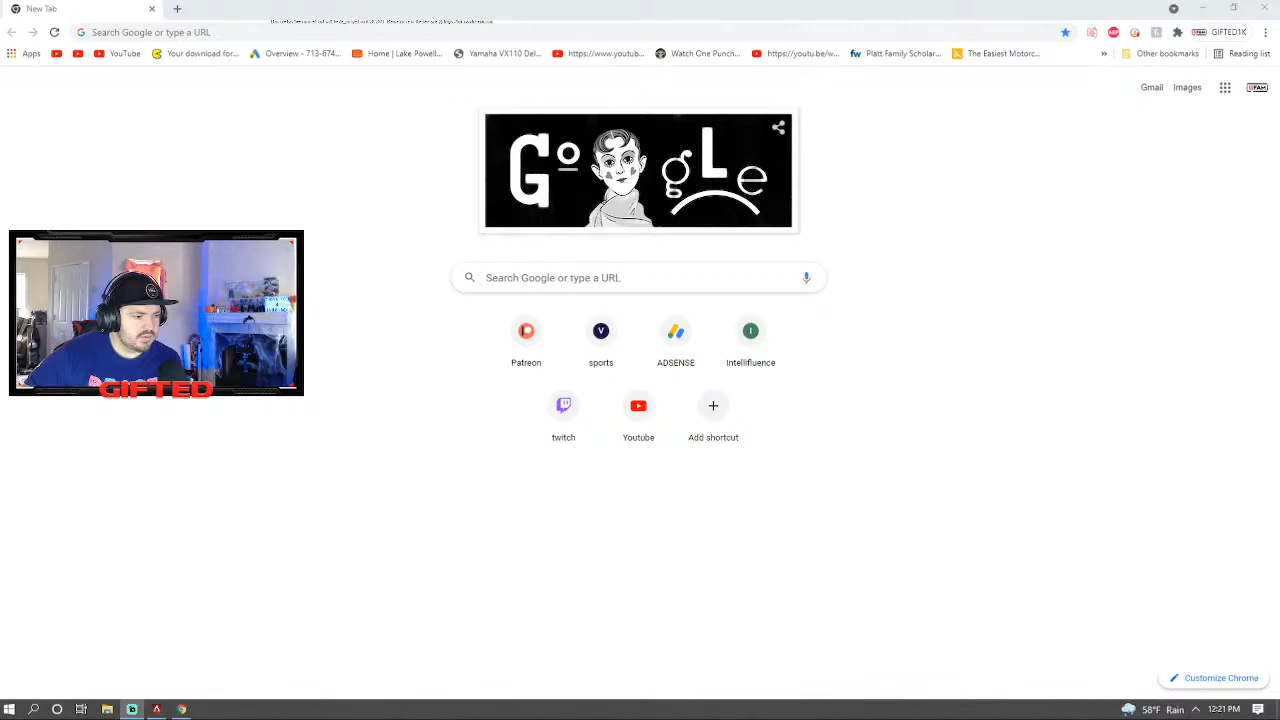 New Tab
Search Google or type a URL
GIFTED1K
Apps
YouTube
Your download for...
Overview - 713-674...
Home | Lake Powell...
Yamaha VX110 Del...
https://www.youtub...
Watch One Punch...
https://youtu.be/w...
Platt Family Scholar...
The Easiest Motorc...
Other bookmarks
Reading list
Gmail
Images
GoogLe
Search Google or type a URL
GIFTED
Patreon
sports
ADSENSE
Intellifluence
twitch
Youtube
Add shortcut
Customize Chrome
58°F Rain
12:21 PM